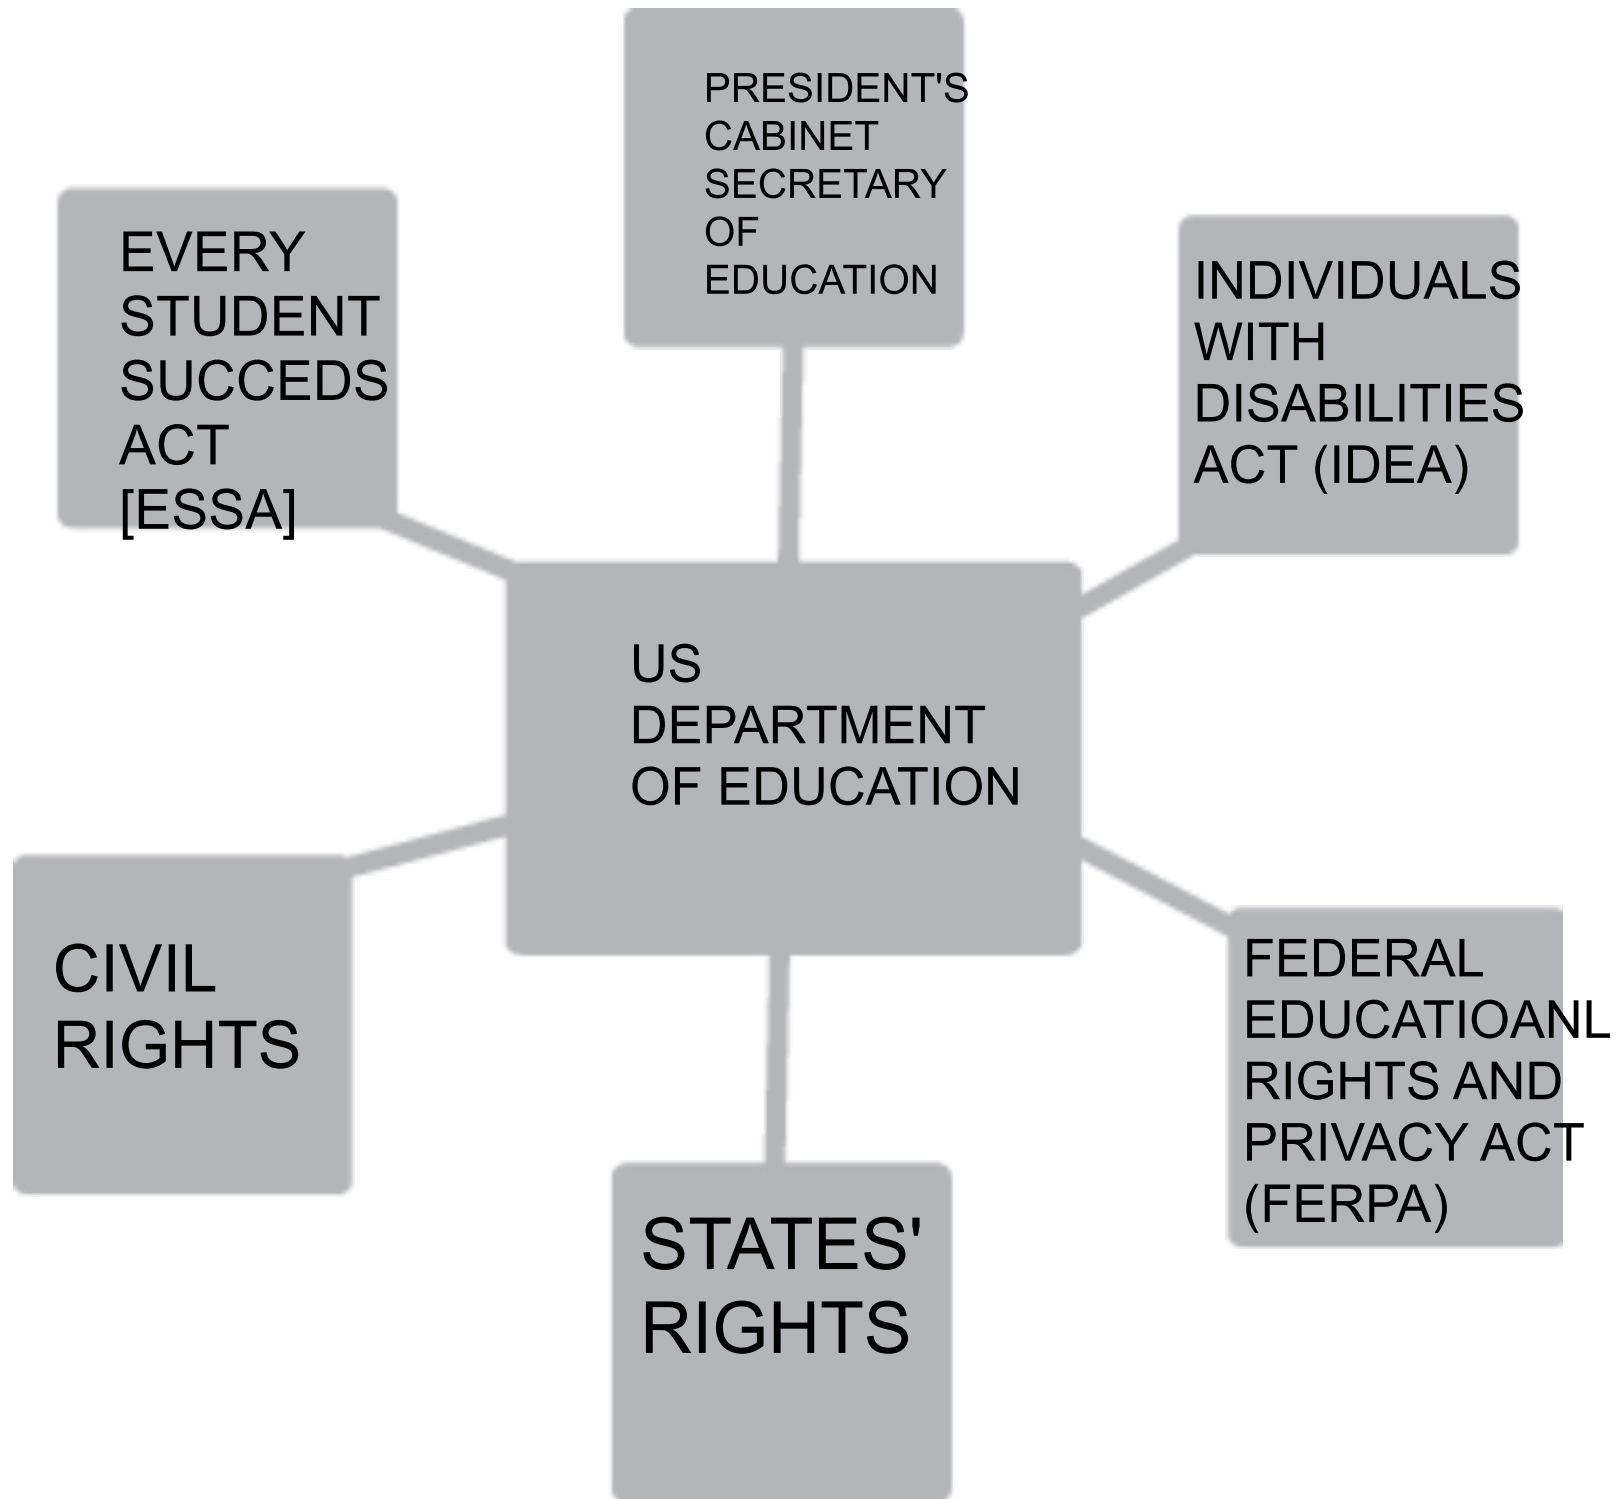 PRESIDENT'S
CABINET
SECRETARY
OF
EDUCATION
EVERY
STUDENT
SUCCEDS
ACT
[ESSA]
INDIVIDUALS
WITH
DISABILITIES
ACT (IDEA)
US
DEPARTMENT
OF EDUCATION
CIVIL
RIGHTS
FEDERAL
EDUCATIOANL
RIGHTS AND
PRIVACY ACT
(FERPA)
STATES'
RIGHTS